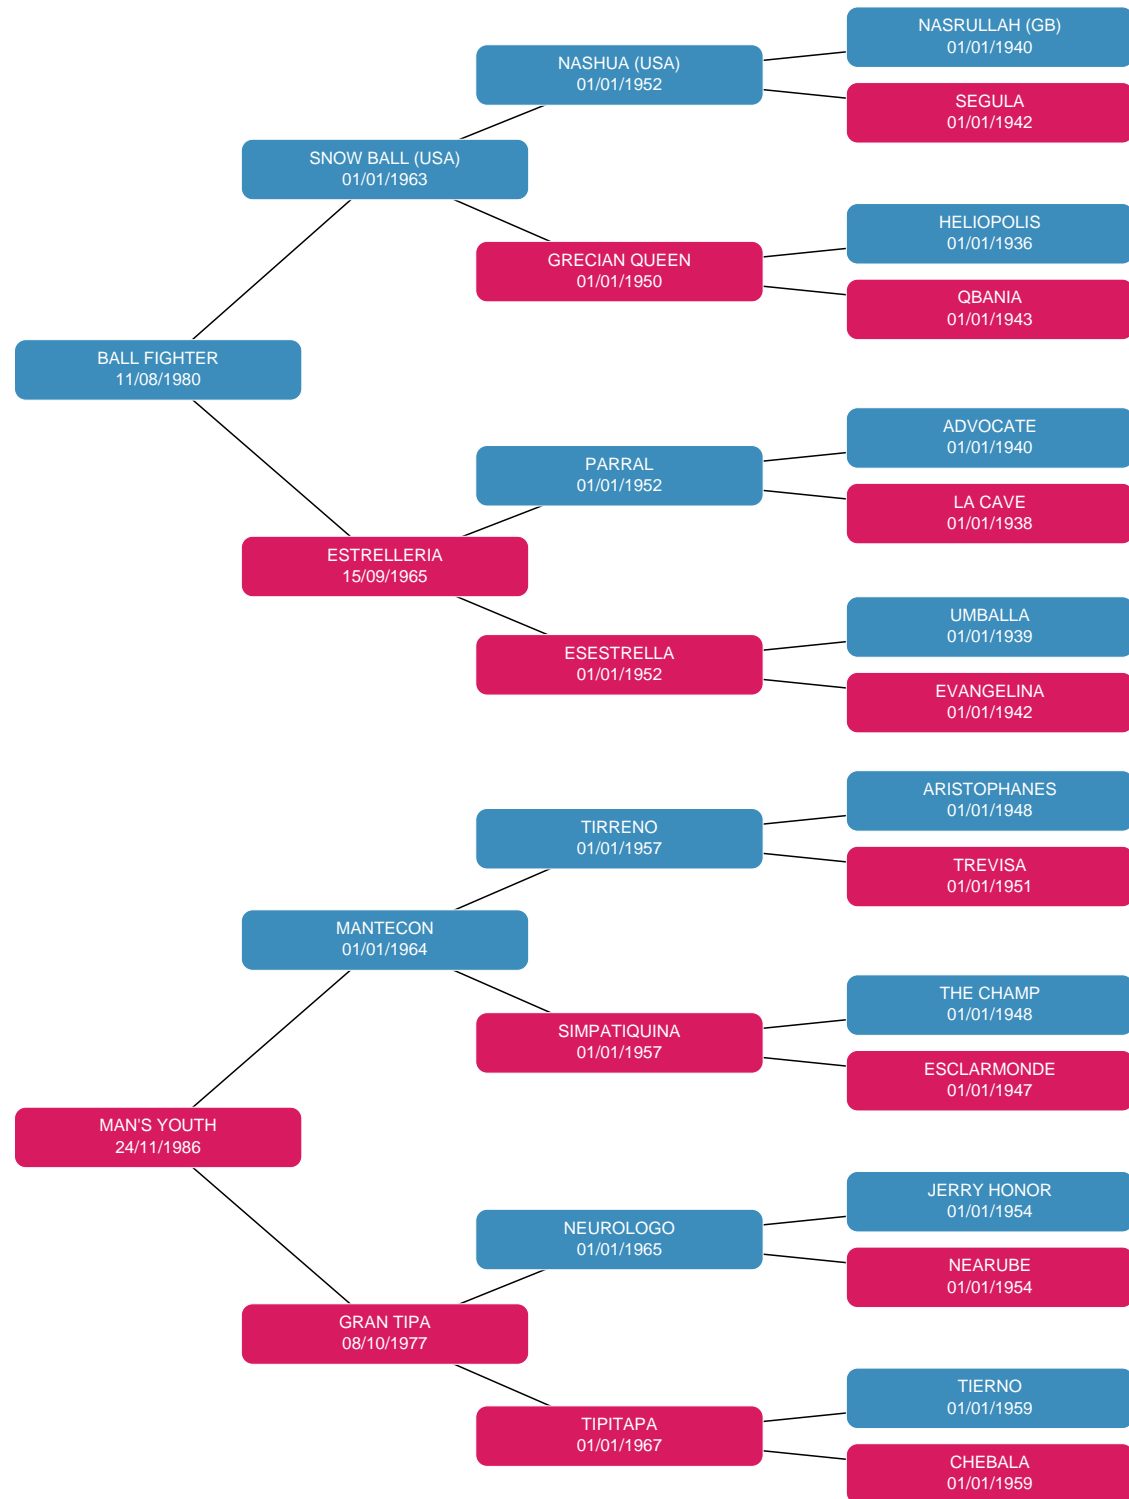 NASRULLAH (GB)
01/01/1940
NASHUA (USA)
01/01/1952
SEGULA
01/01/1942
SNOW BALL (USA)
01/01/1963
HELIOPOLIS
01/01/1936
GRECIAN QUEEN
01/01/1950
QBANIA
01/01/1943
BALL FIGHTER
11/08/1980
ADVOCATE
01/01/1940
PARRAL
01/01/1952
LA CAVE
01/01/1938
ESTRELLERIA
15/09/1965
UMBALLA
01/01/1939
ESESTRELLA
01/01/1952
EVANGELINA
01/01/1942
ARISTOPHANES
01/01/1948
TIRRENO
01/01/1957
TREVISA
01/01/1951
MANTECON
01/01/1964
THE CHAMP
01/01/1948
SIMPATIQUINA
01/01/1957
ESCLARMONDE
01/01/1947
MAN'S YOUTH
24/11/1986
JERRY HONOR
01/01/1954
NEUROLOGO
01/01/1965
NEARUBE
01/01/1954
GRAN TIPA
08/10/1977
TIERNO
01/01/1959
TIPITAPA
01/01/1967
CHEBALA
01/01/1959